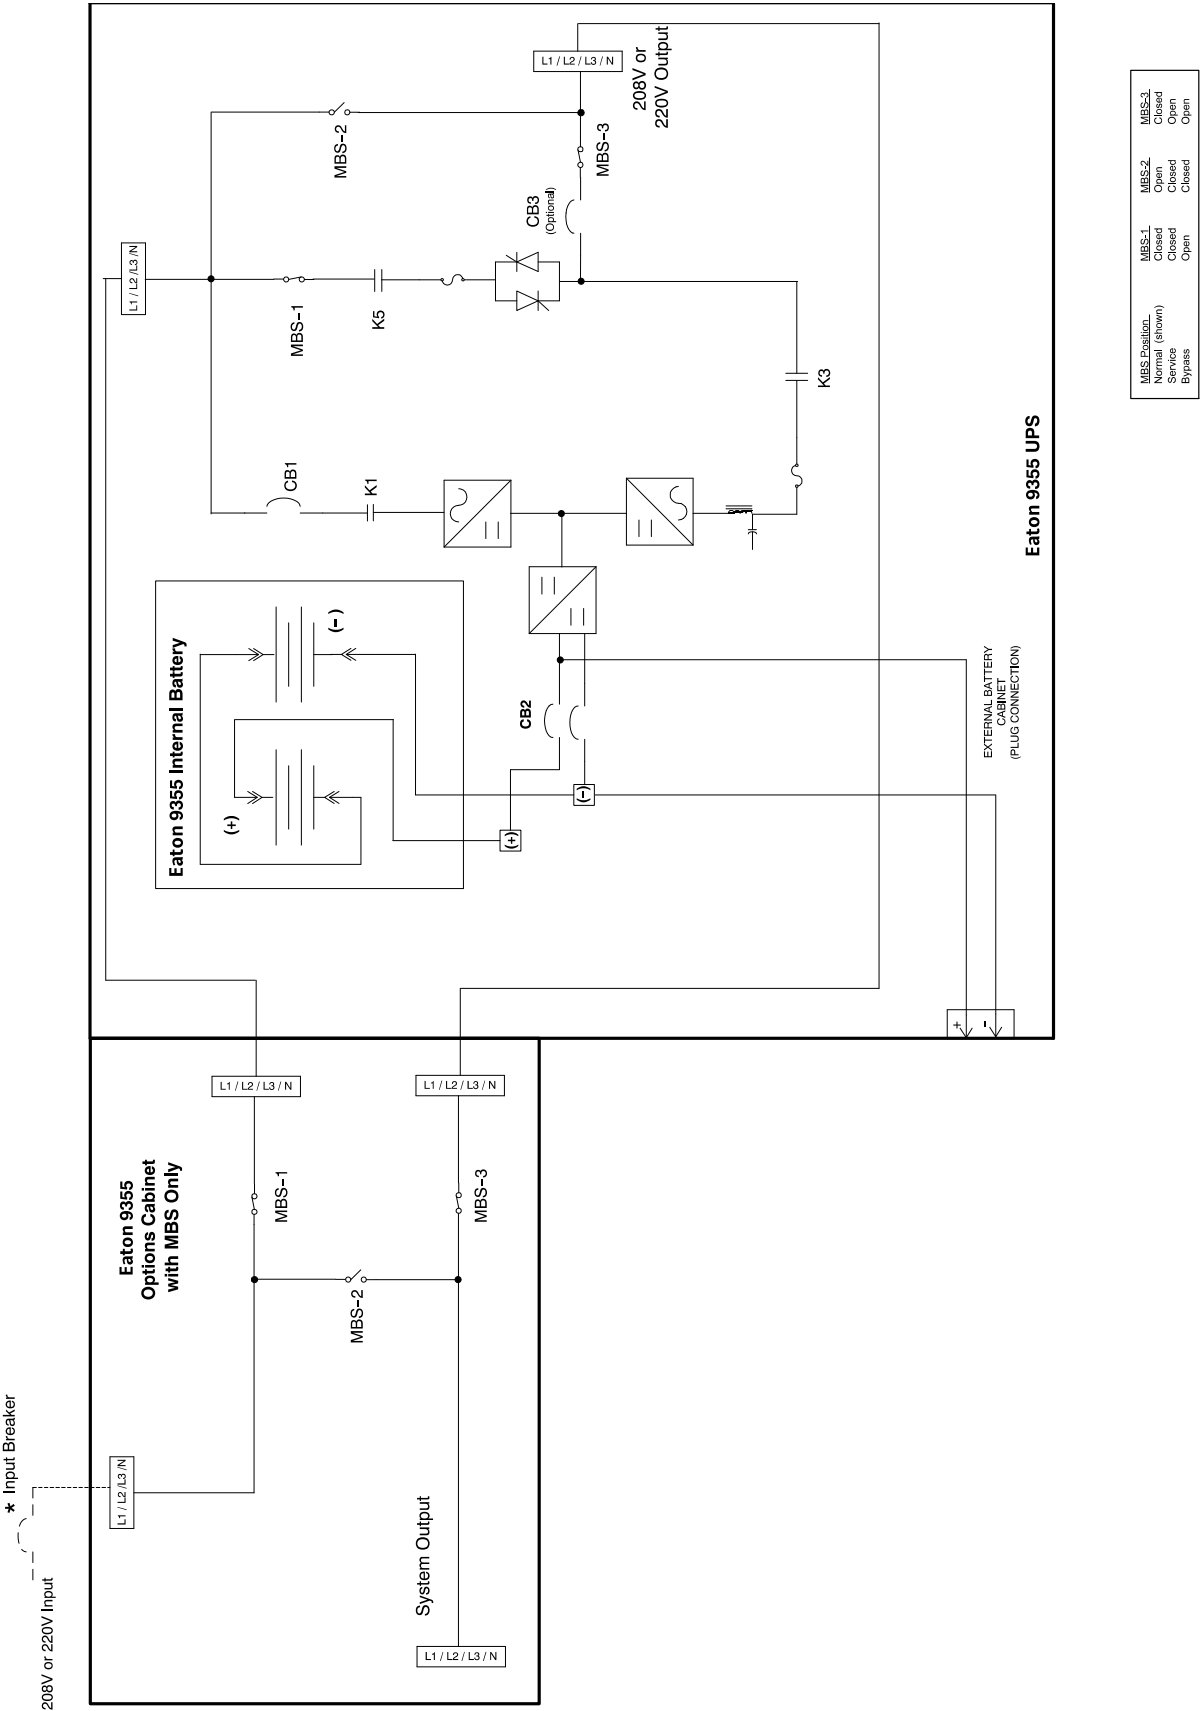 L1 / L2 / L3 / N
208V or
220V Output
MBS-2
MBS-3
CB3
(Optional)
L1 / L2 /L3 /N
MBS-1
K5
K3
CB1
K1
Eaton 9355 UPS
Eaton 9355 Internal Battery
(-)
(+)
CB2
(-)
(+)
EXTERNAL BATTERY
CABINET
(PLUG CONNECTION)
+
-
MBS Position MBS-1 MBS-2 MBS-3
Normal (shown) Closed Open Closed
Service Closed Closed Open
Bypass Open Closed Open
L1 / L2 / L3 / N
L1 / L2 / L3 / N
Eaton 9355
Options Cabinet
with MBS Only
MBS-1
MBS-3
MBS-2
* Input Breaker
L1 / L2 /L3 /N
208V or 220V Input
System Output
L1 / L2 / L3 / N